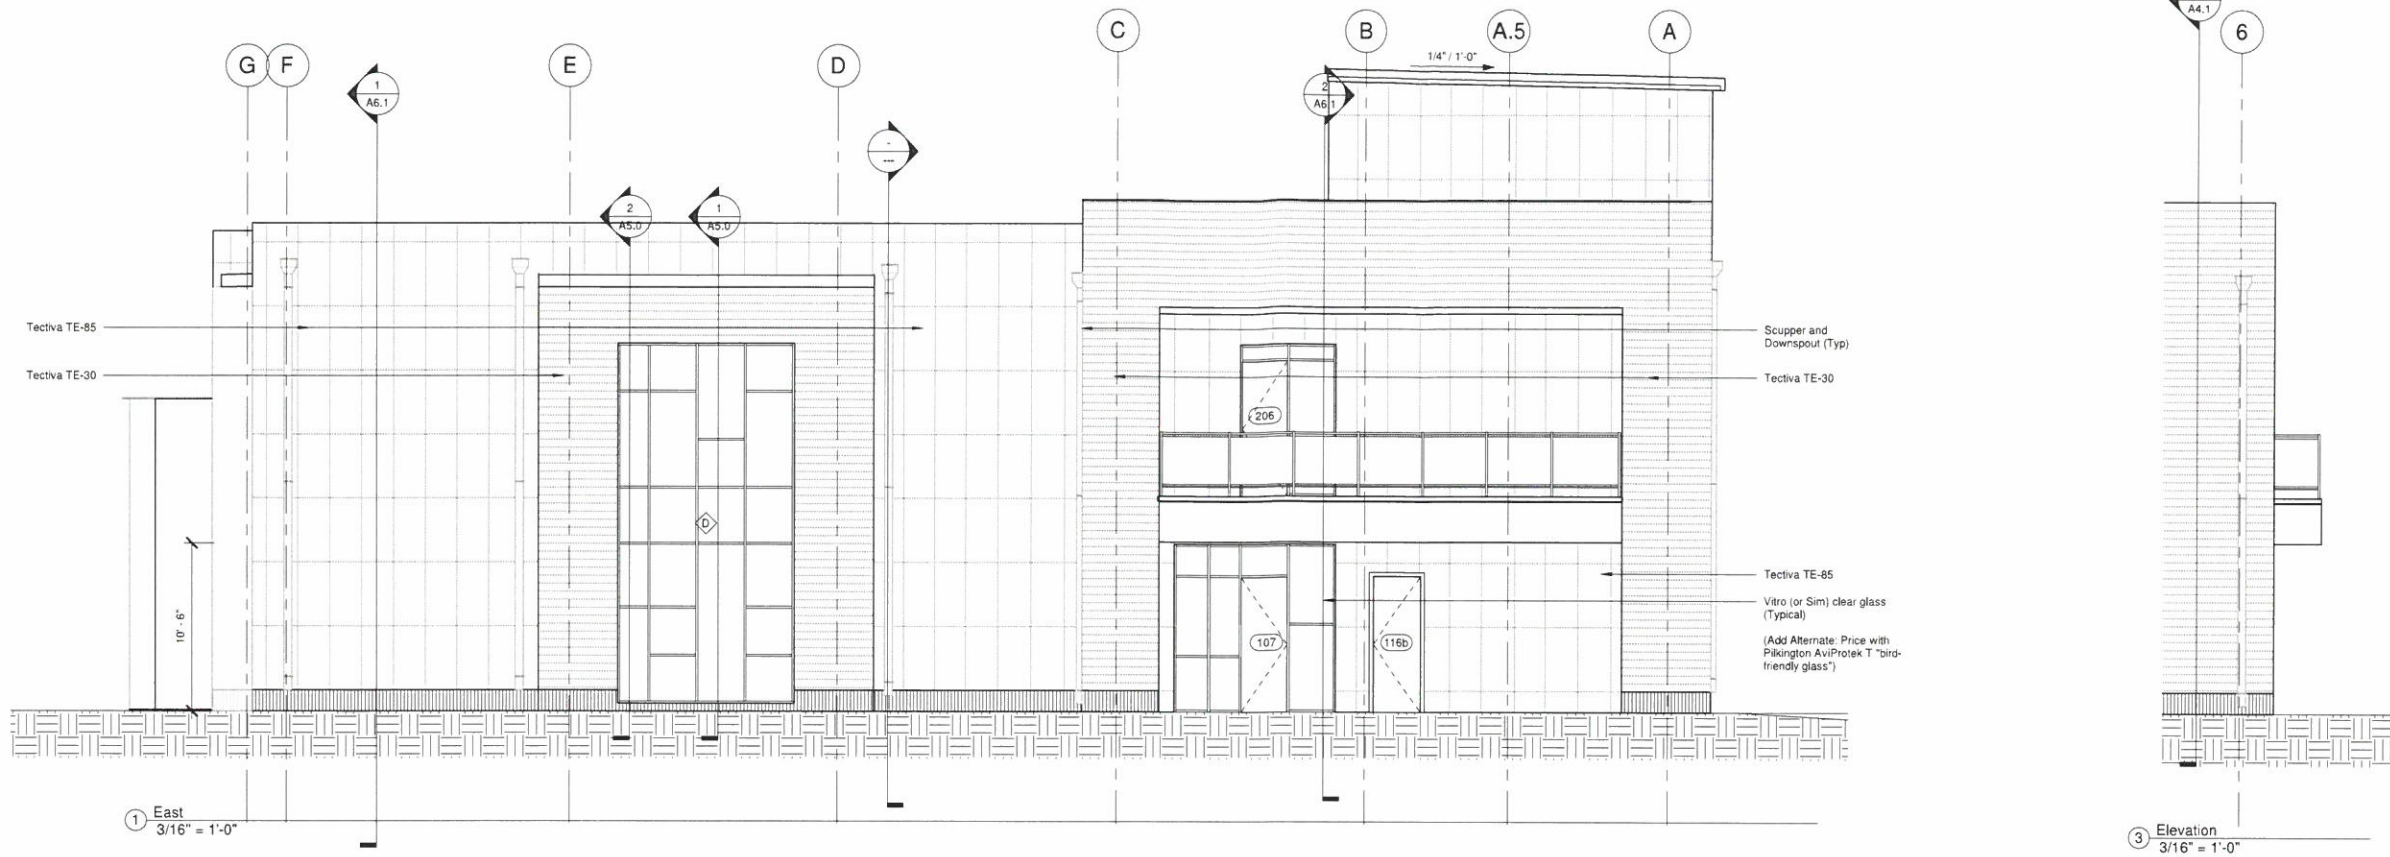 G
F
E
D
C
B
A.5
A
A4.1
6
1/4" / 1'-0"
1
A6.1
2
A6.1
-
---
2
A5.0
1
A5.0
Tectiva TE-85
Tectiva TE-30
Scupper and
Downspout (Typ)
Tectiva TE-30
206
D
10' - 6"
107
116b
Tectiva TE-85
Vitro (or Sim) clear glass
(Typical)
(Add Alternate: Price with
Pilkington AviProtek T "bird-
friendly glass")
1
East
3/16" = 1'-0"
3
Elevation
3/16" = 1'-0"